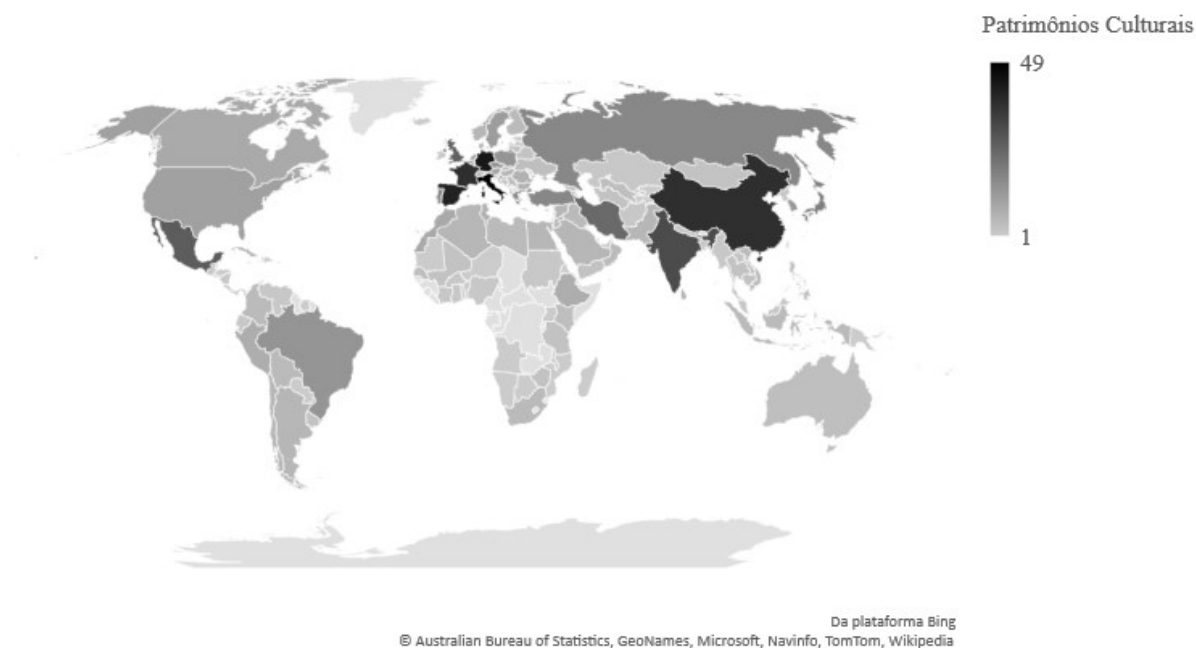 Patrimônios Culturais
49
1
Da plataforma Bing
© Australian Bureau of Statistics, GeoNames, Microsoft, Navinfo, TomTom, Wikipedia